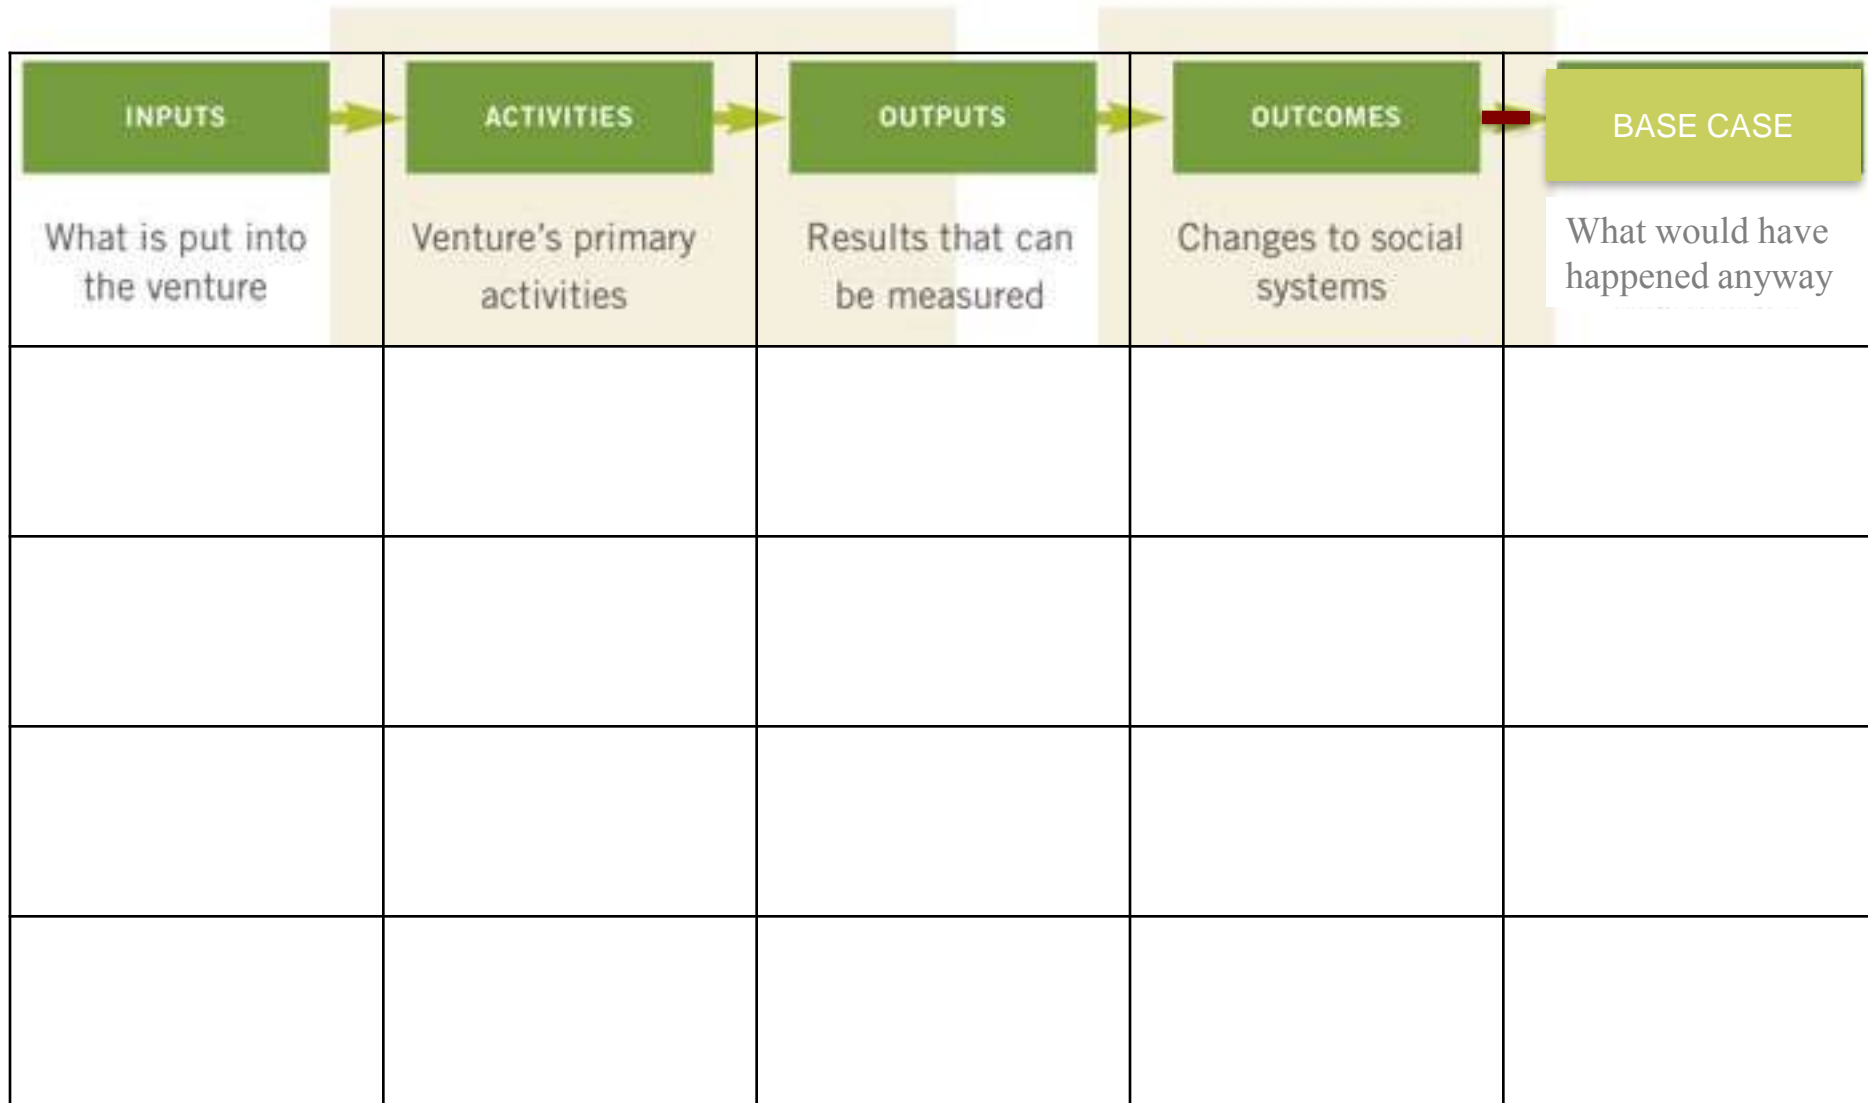 INPUTS
ACTIVITIES
OUTPUTS
OUTCOMES
BASE CASE
What is put into
the venture
Venture's primary
activities
Results that can
be measured
Changes to social
systems
What would have
happened anyway